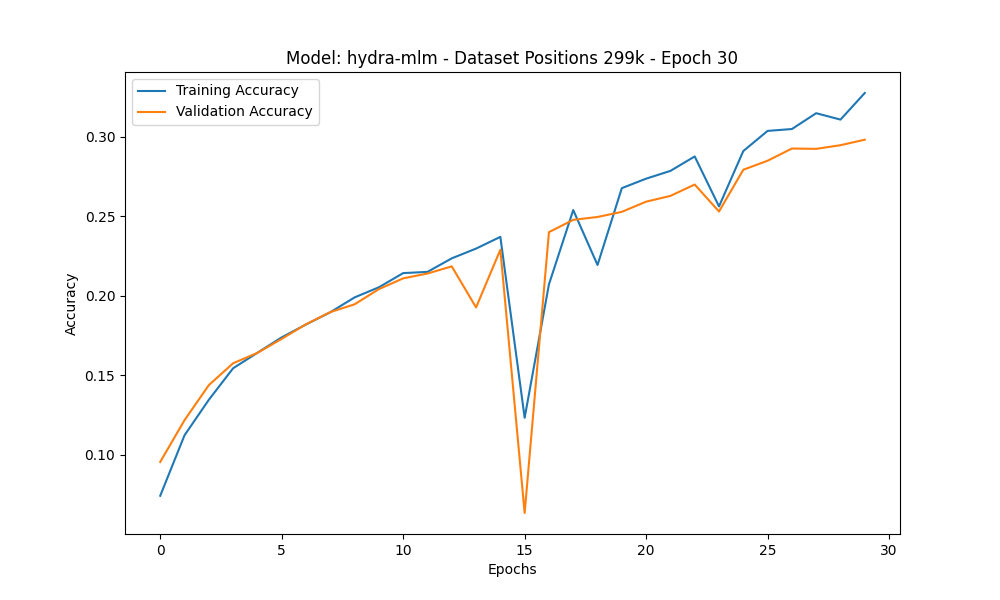 Model: hydra-mlm - Dataset Positions 299k - Epoch 30
Training Accuracy
Validation Accuracy
0.30
0.25
0.20
0.15
0.10
Accuracy
0 5 10 15 20 25 30
Epochs